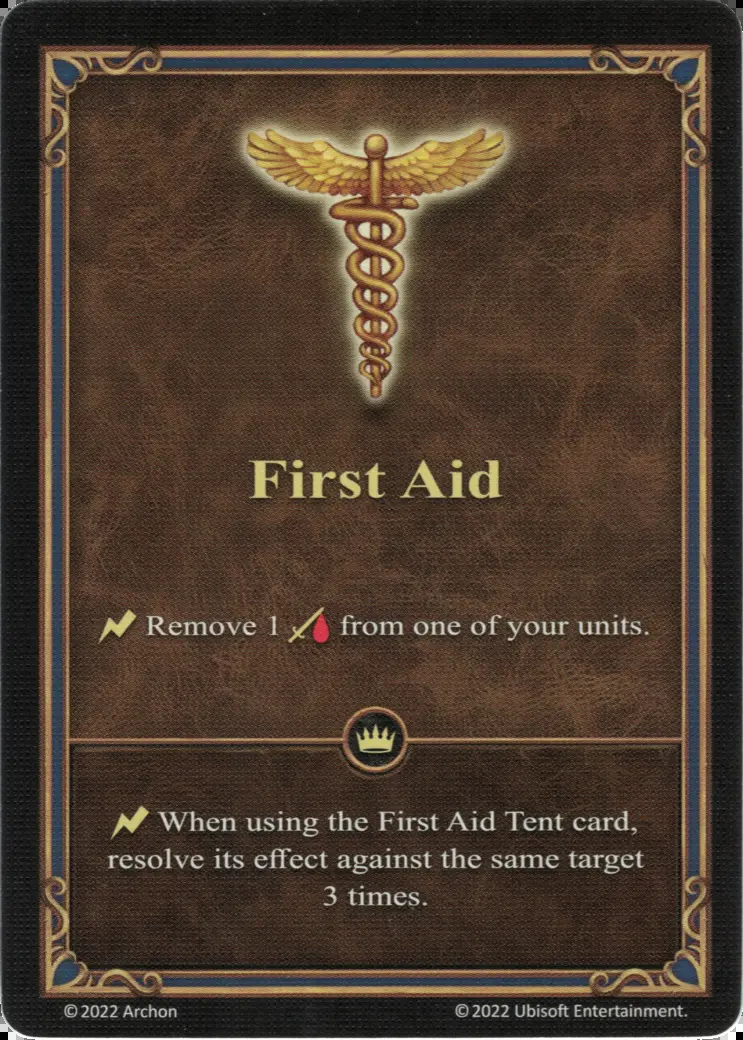 First Aid
Remove 1 from one of your units.
When using the First Aid Tent card,
resolve its effect against the same target
3 times.
© 2022 Archon
© 2022 Ubisoft Entertainment.